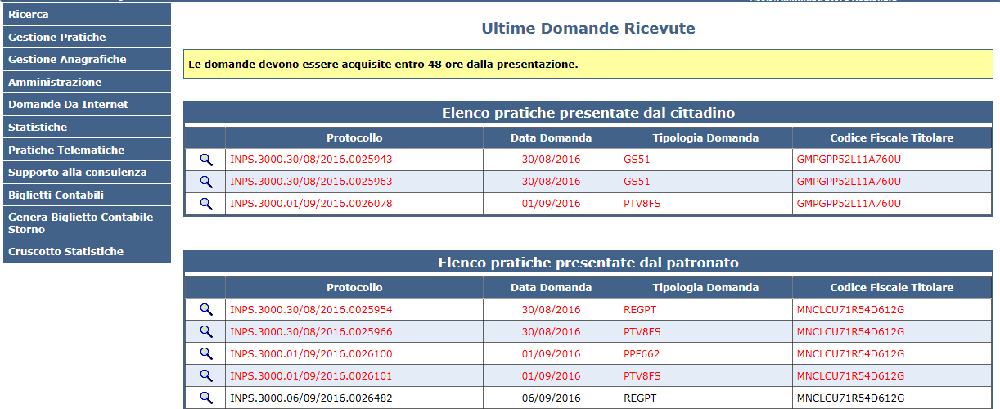 Ricerca
Gestione Pratiche
Gestione Anagrafiche
Amministrazione
Domande Da Internet
Statistiche
Pratiche Telematiche
Supporto alla consulenza
Biglietti Contabili
Genera Biglietto Contabile
Storno
Cruscotto Statistiche
Ultime Domande Ricevute
Le domande devono essere acquisite entro 48 ore dalla presentazione.
Elenco pratiche presentate dal cittadino
Protocollo Data Domanda Tipologia Domanda Codice Fiscale Titolare
INPS.3000.30/08/2016.0025943 30/08/2016 GS51 GMPGPP52L11A760U
INPS.3000.30/08/2016.0025963 30/08/2016 GS51 GMPGPP52L11A760U
INPS.3000.01/09/2016.0026078 01/09/2016 PTV8FS GMPGPP52L11A760U
Elenco pratiche presentate dal patronato
Protocollo Data Domanda Tipologia Domanda Codice Fiscale Titolare
INPS.3000.30/08/2016.0025954 30/08/2016 REGPT MNCLCU71R54D612G
INPS.3000.30/08/2016.0025966 30/08/2016 PTV8FS MNCLCU71R54D612G
INPS.3000.01/09/2016.0026100 01/09/2016 PPF662 MNCLCU71R54D612G
INPS.3000.01/09/2016.0026101 01/09/2016 PTV8FS MNCLCU71R54D612G
INPS.3000.06/09/2016.0026482 06/09/2016 REGPT MNCLCU71R54D612G